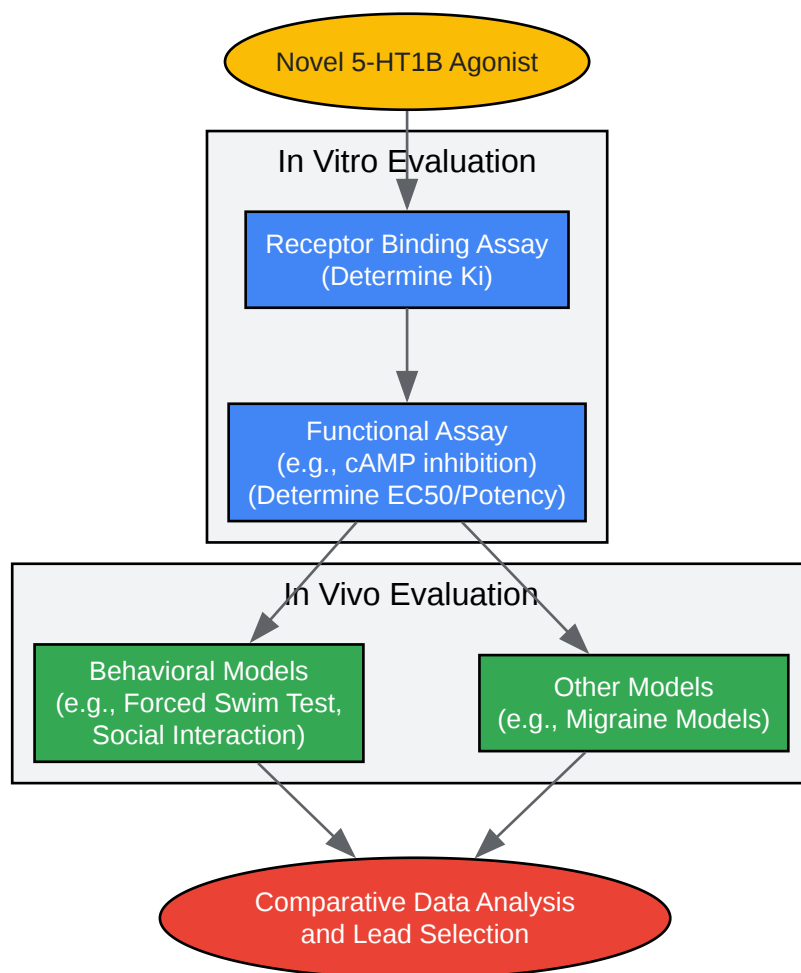 Novel 5-HT1B Agonist
In Vitro Evaluation
Receptor Binding Assay
(Determine Ki)
Functional Assay
(e.g., cAMP inhibition)
(Determine EC50/Potency)
In Vivo Evaluation
Behavioral Models
(e.g., Forced Swim Test,
Social Interaction)
Other Models
(e.g., Migraine Models)
Comparative Data Analysis
and Lead Selection